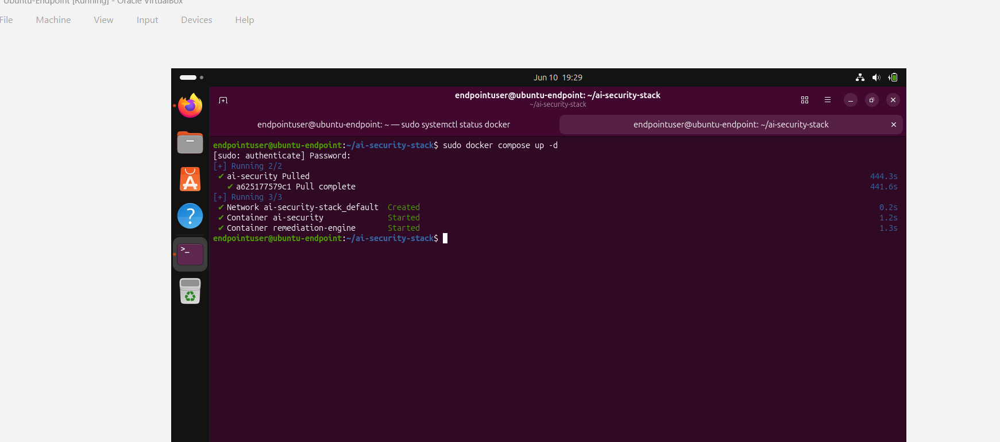 Ubuntu-Endpoint [Running] - Oracle VirtualBox
File Machine View Input Devices Help
Jun 10 19:29
endpointuser@ubuntu-endpoint: ~/ai-security-stack
~/ai-security-stack
endpointuser@ubuntu-endpoint: ~ — sudo systemctl status docker
endpointuser@ubuntu-endpoint: ~/ai-security-stack
endpointuser@ubuntu-endpoint:~/ai-security-stack$ sudo docker compose up -d
[sudo: authenticate] Password:
[+] Running 2/2
✔ ai-security Pulled 444.3s
✔ a625177579c1 Pull complete 441.6s
[+] Running 3/3
✔ Network ai-security-stack_default Created 0.2s
✔ Container ai-security Started 1.2s
✔ Container remediation-engine Started 1.3s
endpointuser@ubuntu-endpoint:~/ai-security-stack$